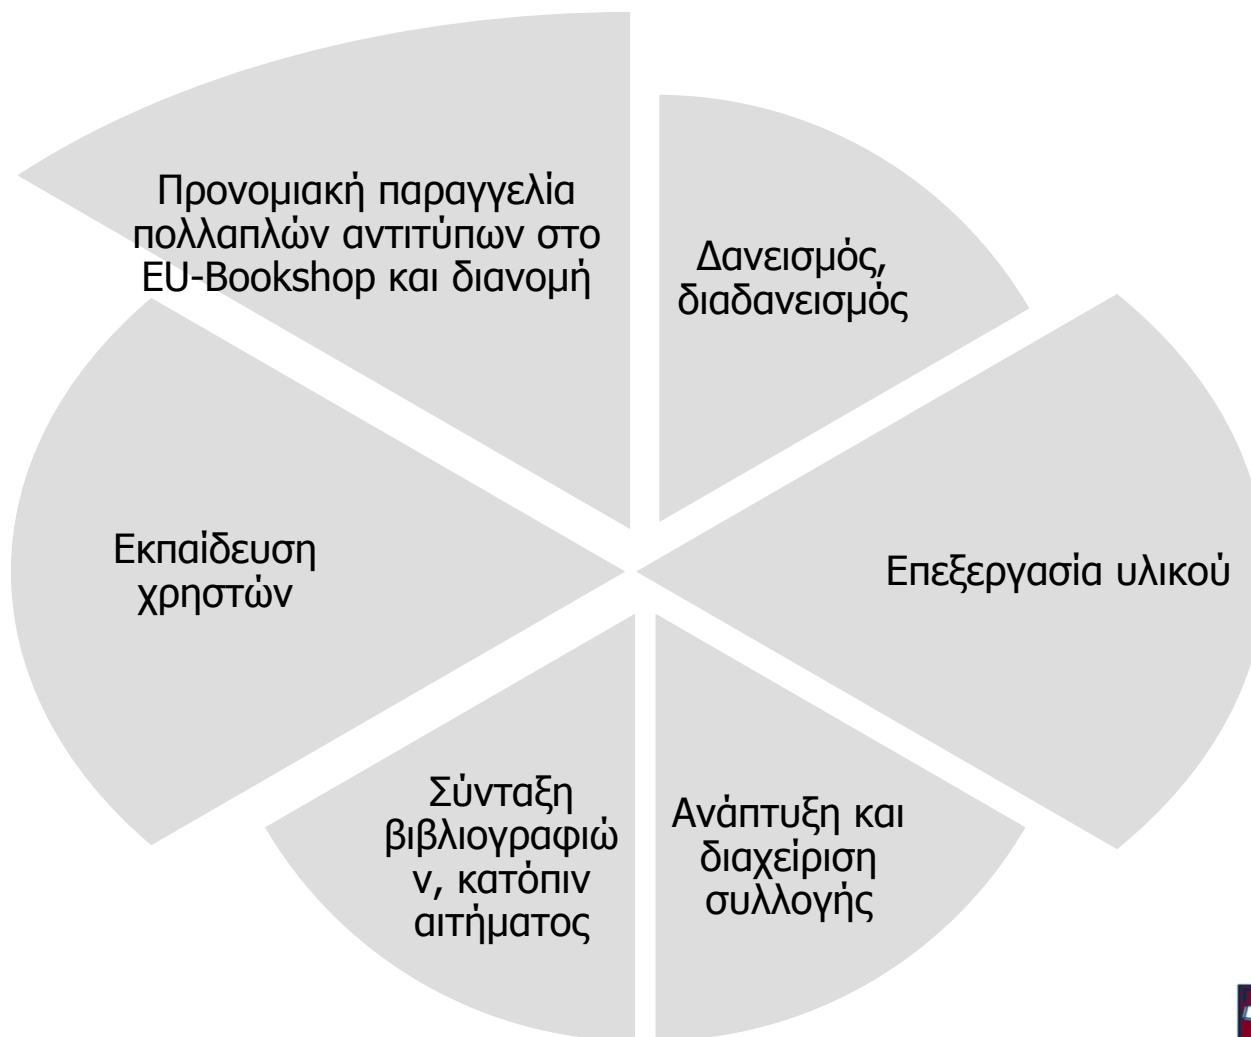 Προνομιακή παραγγελία
πολλαπλών αντιτύπων στο
EU-Bookshop και διανομή
Δανεισμός,
διαδανεισμός
Εκπαίδευση
χρηστών
Επεξεργασία υλικού
Σύνταξη
βιβλιογραφιώ
ν, κατόπιν
αιτήματος
Ανάπτυξη και
διαχείριση
συλλογής